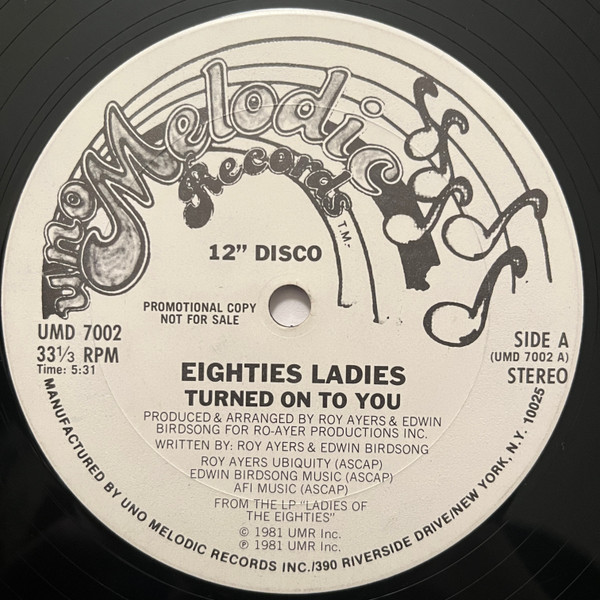 uno Melodic
Records
T.M.
12" DISCO
PROMOTIONAL COPY
NOT FOR SALE
UMD 7002
33⅓ RPM
Time: 5:31
SIDE A
(UMD 7002 A)
STEREO
EIGHTIES LADIES
TURNED ON TO YOU
PRODUCED & ARRANGED BY ROY AYERS & EDWIN
BIRDSONG FOR RO-AYER PRODUCTIONS INC.
WRITTEN BY: ROY AYERS & EDWIN BIRDSONG
ROY AYERS UBIQUITY (ASCAP)
EDWIN BIRDSONG MUSIC (ASCAP)
AFI MUSIC (ASCAP)
FROM THE LP "LADIES OF
THE EIGHTIES"
© 1981 UMR Inc.
℗ 1981 UMR Inc.
MANUFACTURED BY UNO MELODIC RECORDS INC./390 RIVERSIDE DRIVE/NEW YORK, N.Y. 10025